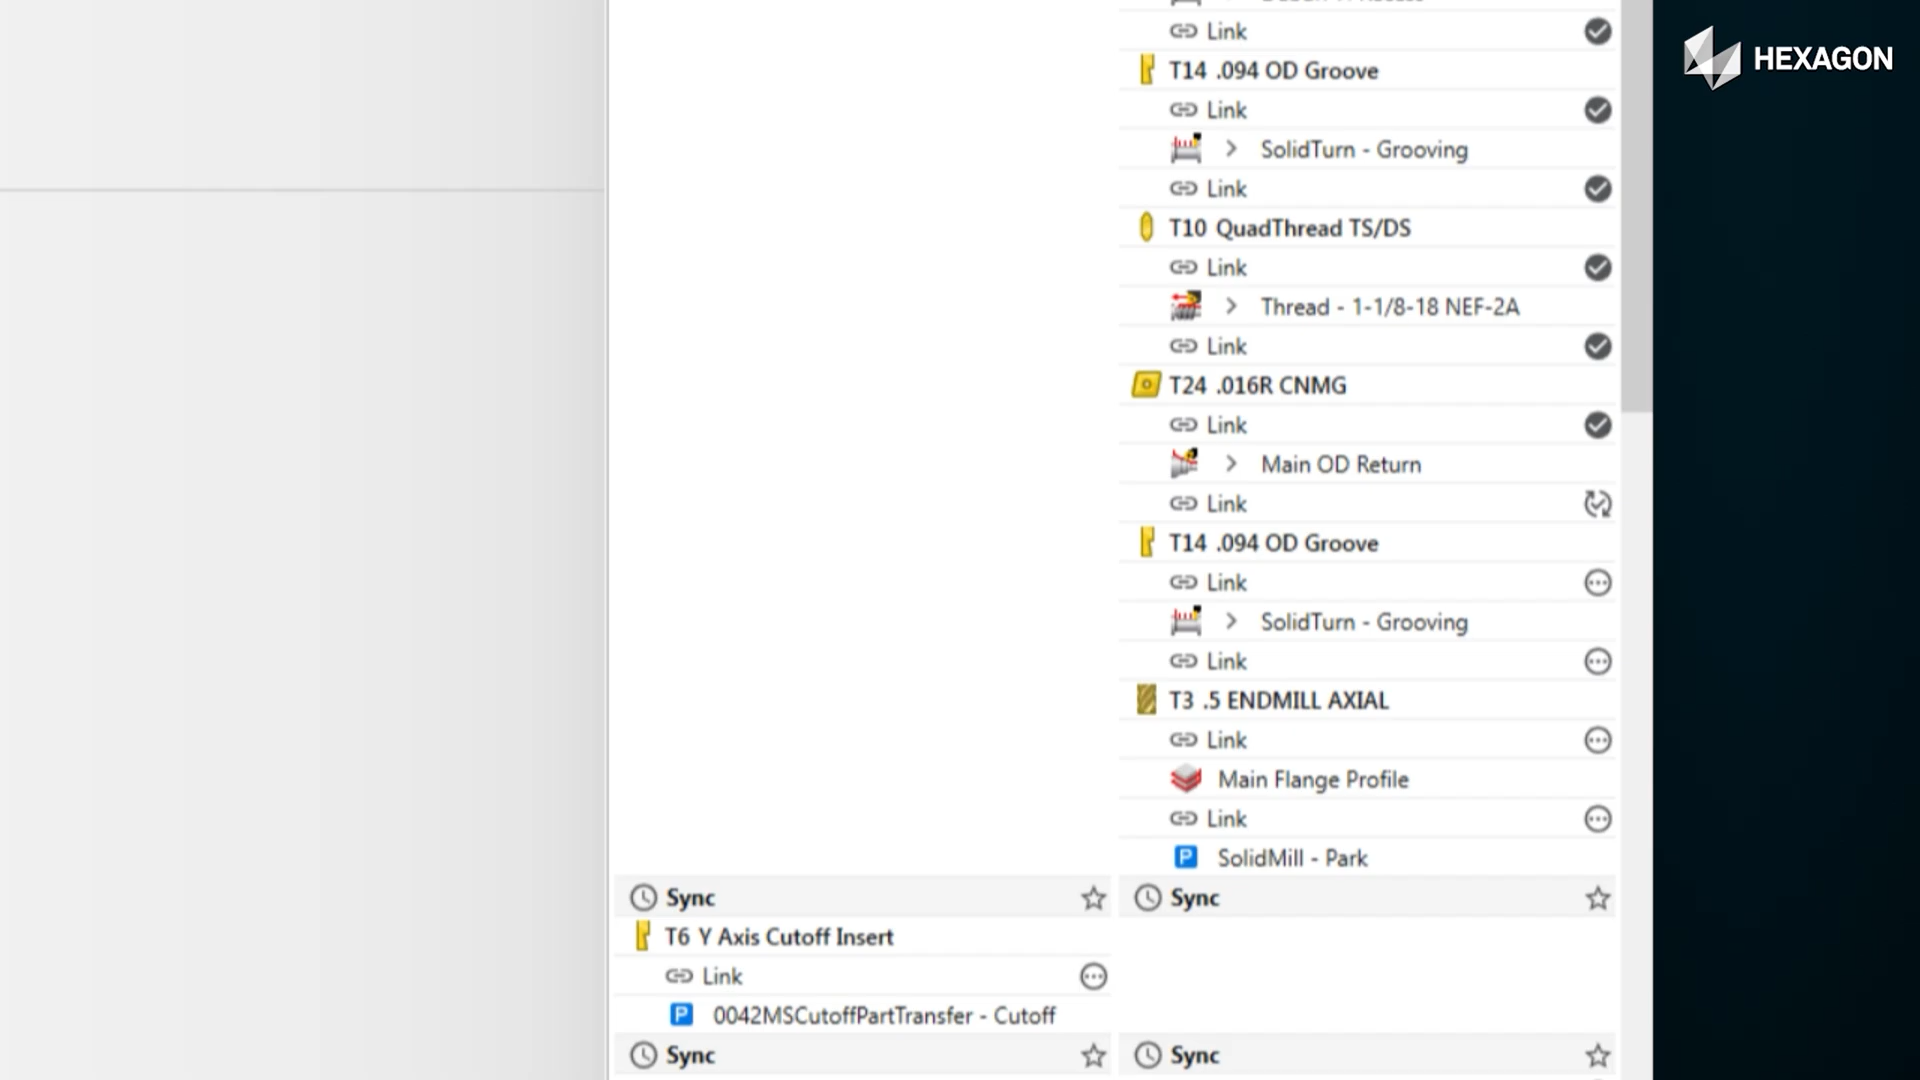 HEXAGON
Link
T14 .094 OD Groove
Link
SolidTurn - Grooving
Link
T10 QuadThread TS/DS
Link
Thread - 1-1/8-18 NEF-2A
Link
T24 .016R CNMG
Link
Main OD Return
Link
T14 .094 OD Groove
Link
SolidTurn - Grooving
Link
T3 .5 ENDMILL AXIAL
Link
Main Flange Profile
Link
P SolidMill - Park
Sync
Sync
T6 Y Axis Cutoff Insert
Link
P 0042MSCutoffPartTransfer - Cutoff
Sync
Sync